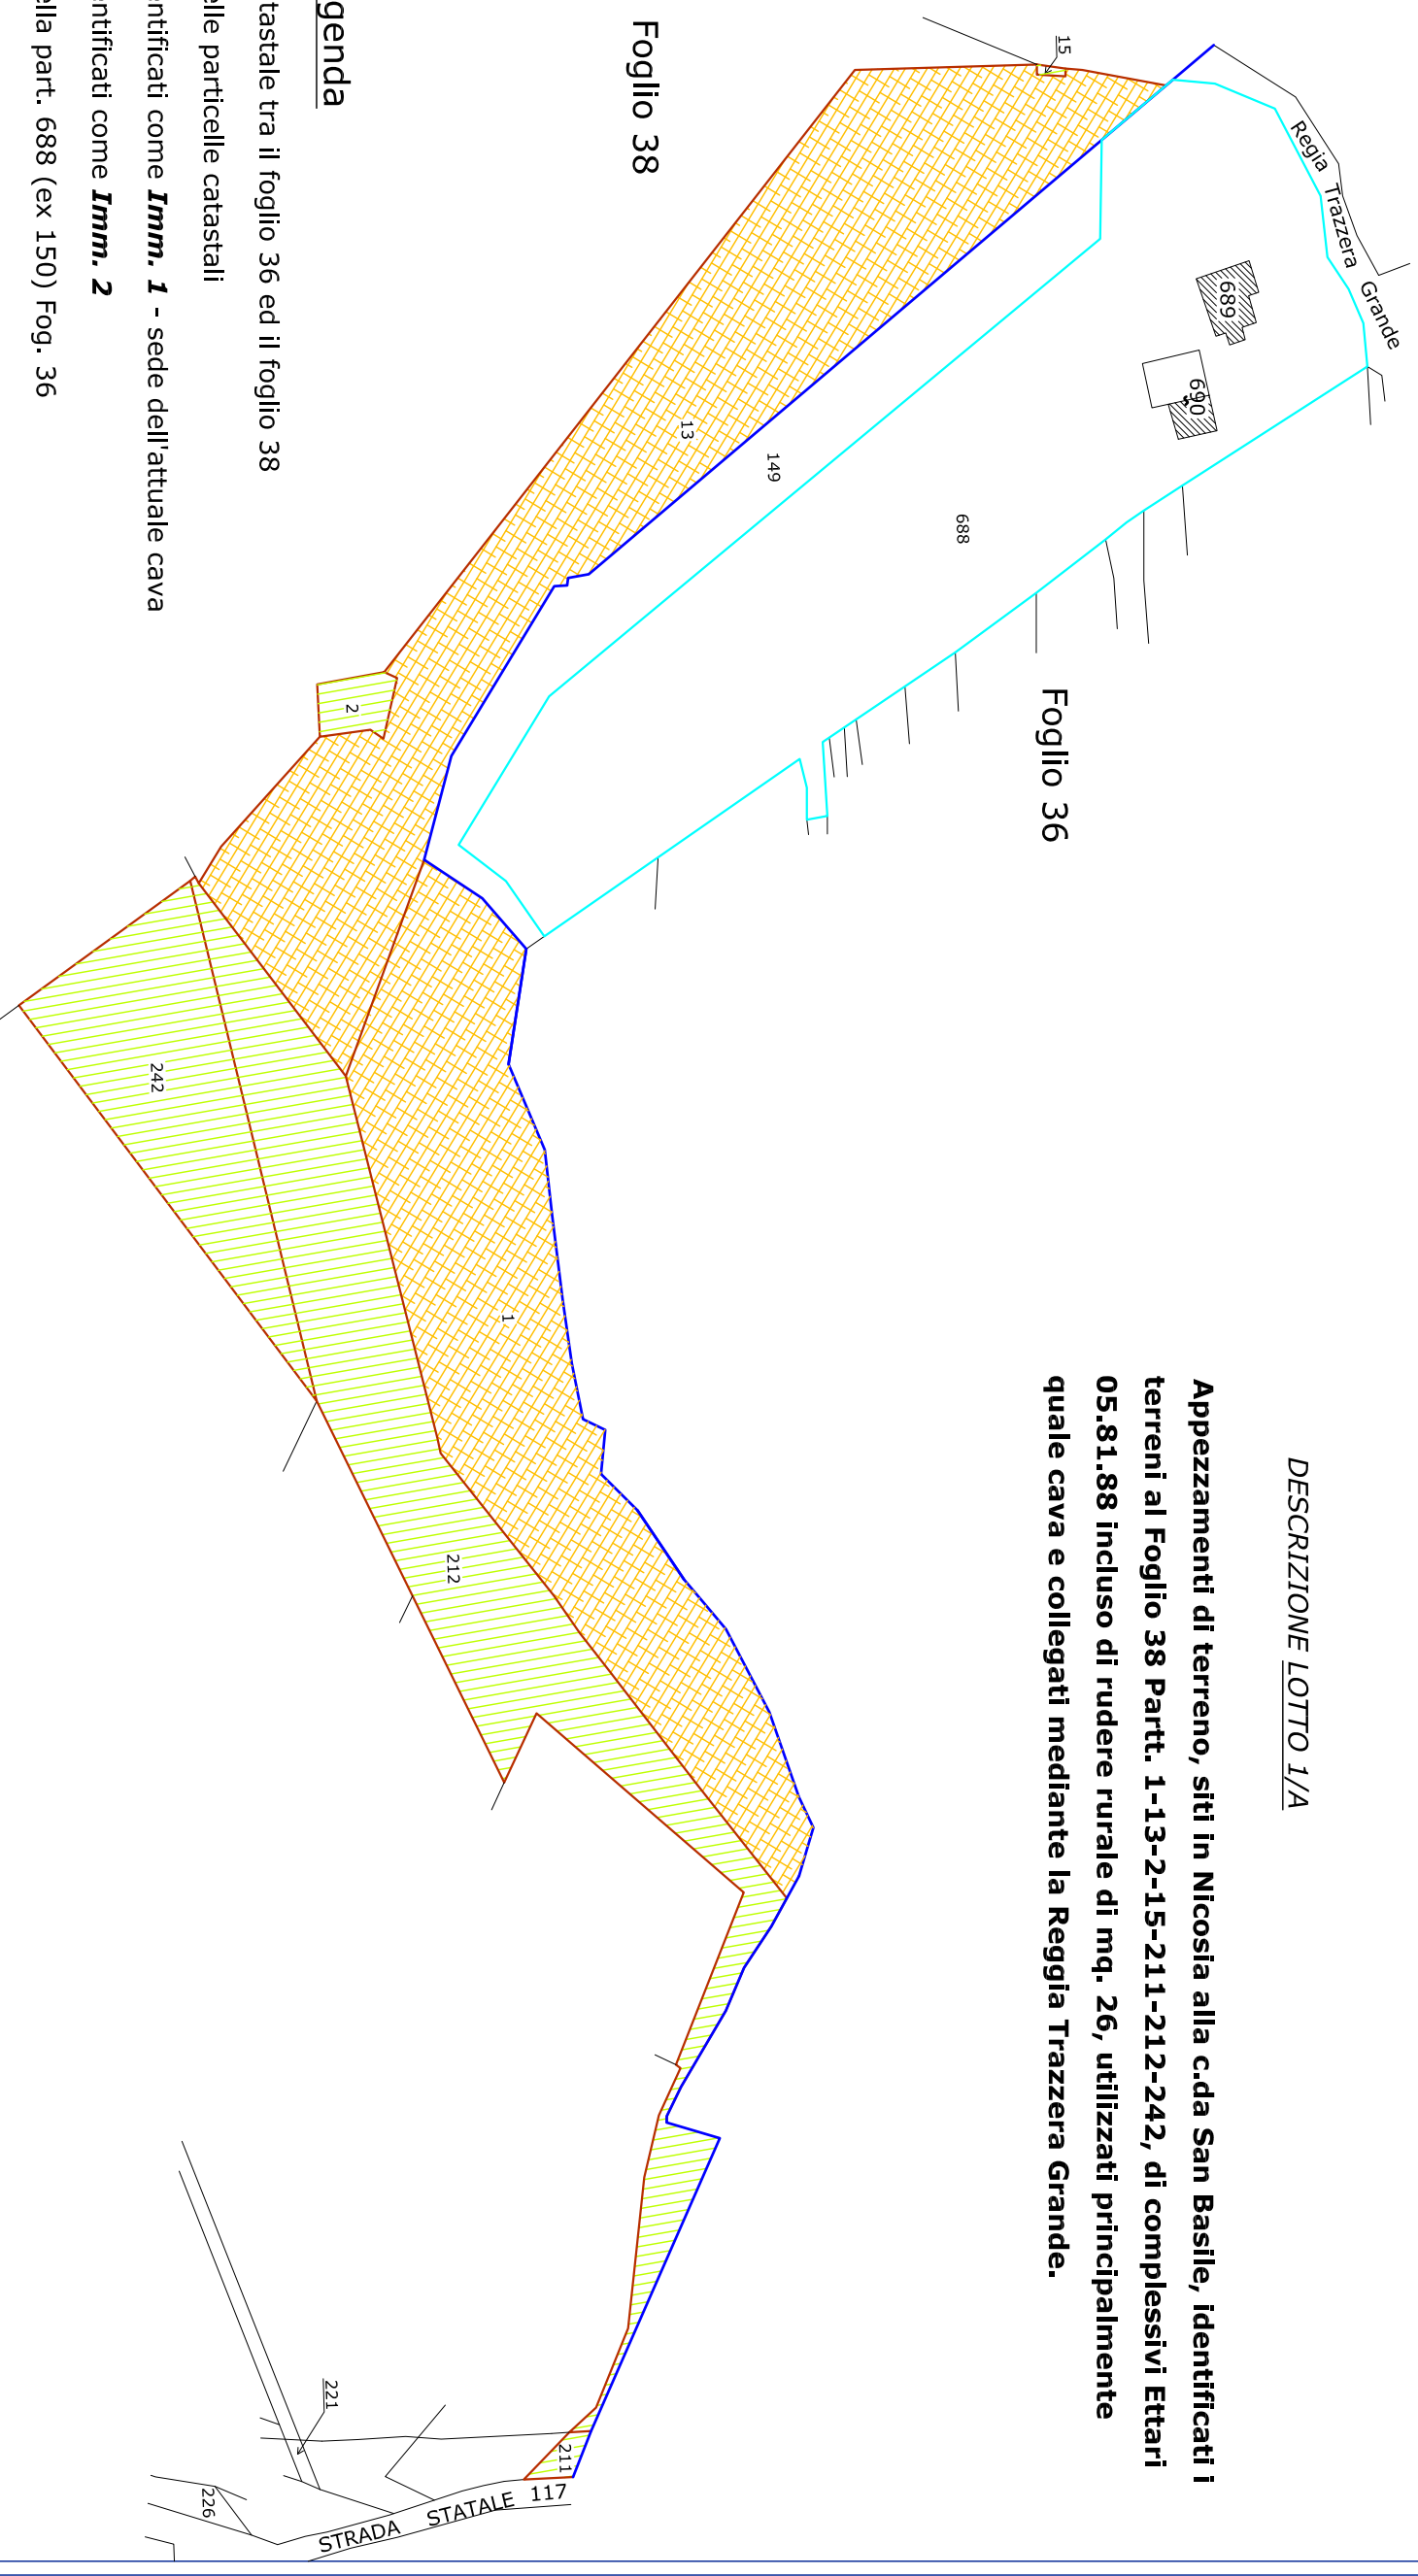 DESCRIZIONE LOTTO 1/A
Appezzamenti di terreno, siti in Nicosia alla c.da San Basile, identificati i
terreni al Foglio 38 Partt. 1-13-2-15-211-212-242, di complessivi Ettari
05.81.88 incluso di rudere rurale di mq. 26, utilizzati principalmente
quale cava e collegati mediante la Reggia Trazzera Grande.
Regia Trazzera Grande
689
690
15
Foglio 36
688
149
13
Foglio 38
2
1
242
212
211
221
226
STRADA STATALE 117
genda
tastale tra il foglio 36 ed il foglio 38
elle particelle catastali
entificati come Imm. 1 - sede dell'attuale cava
entificati come Imm. 2
ella part. 688 (ex 150) Fog. 36